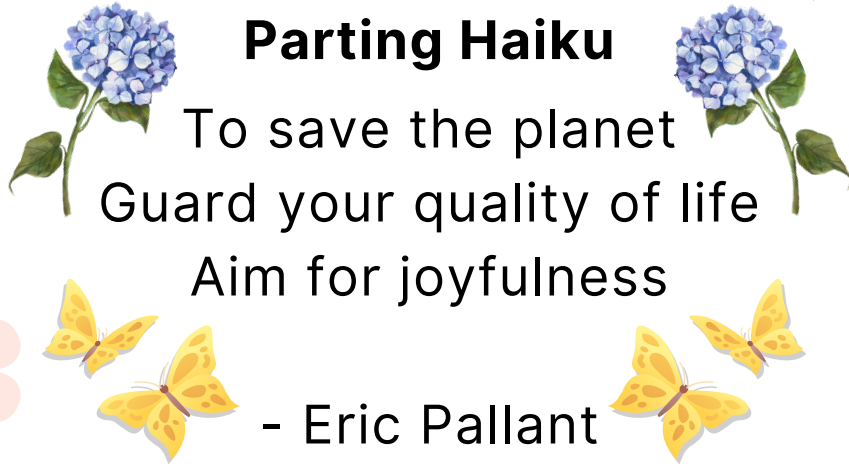 Parting Haiku
To save the planet
Guard your quality of life
Aim for joyfulness
- Eric Pallant